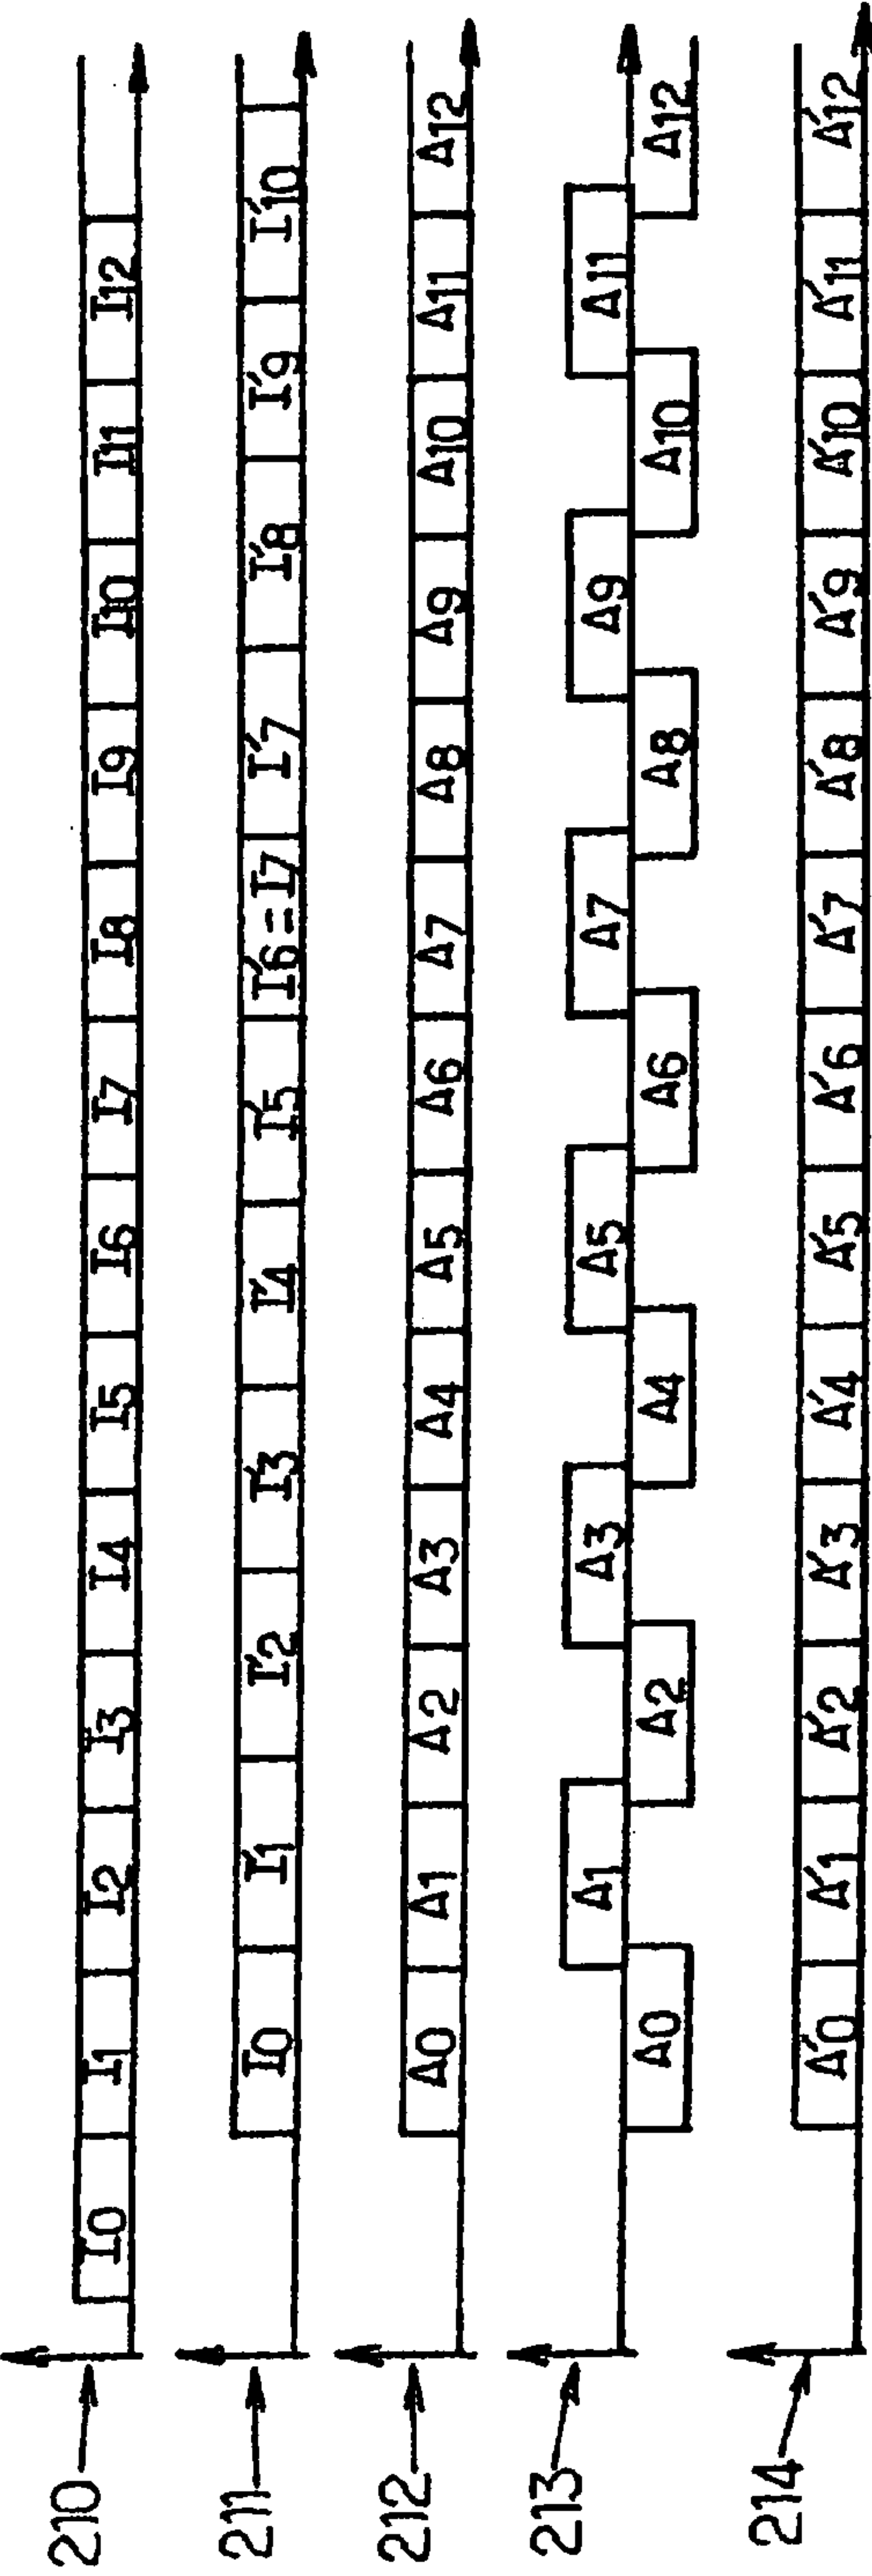 210 I0 I1 I2 I3 I4 I5 I6 I7 I8 I9 I10 I11 I12
211 I0 I'1 I'2 I'3 I'4 I'5 I'6=I7 I'7 I'8 I'9 I'10
212 A0 A1 A2 A3 A4 A5 A6 A7 A8 A9 A10 A11 A12
213 A1 A3 A5 A7 A9 A11
A0 A2 A4 A6 A8 A10 A12
214 A'0 A'1 A'2 A'3 A'4 A'5 A'6 A'7 A'8 A'9 A'10 A'11 A'12